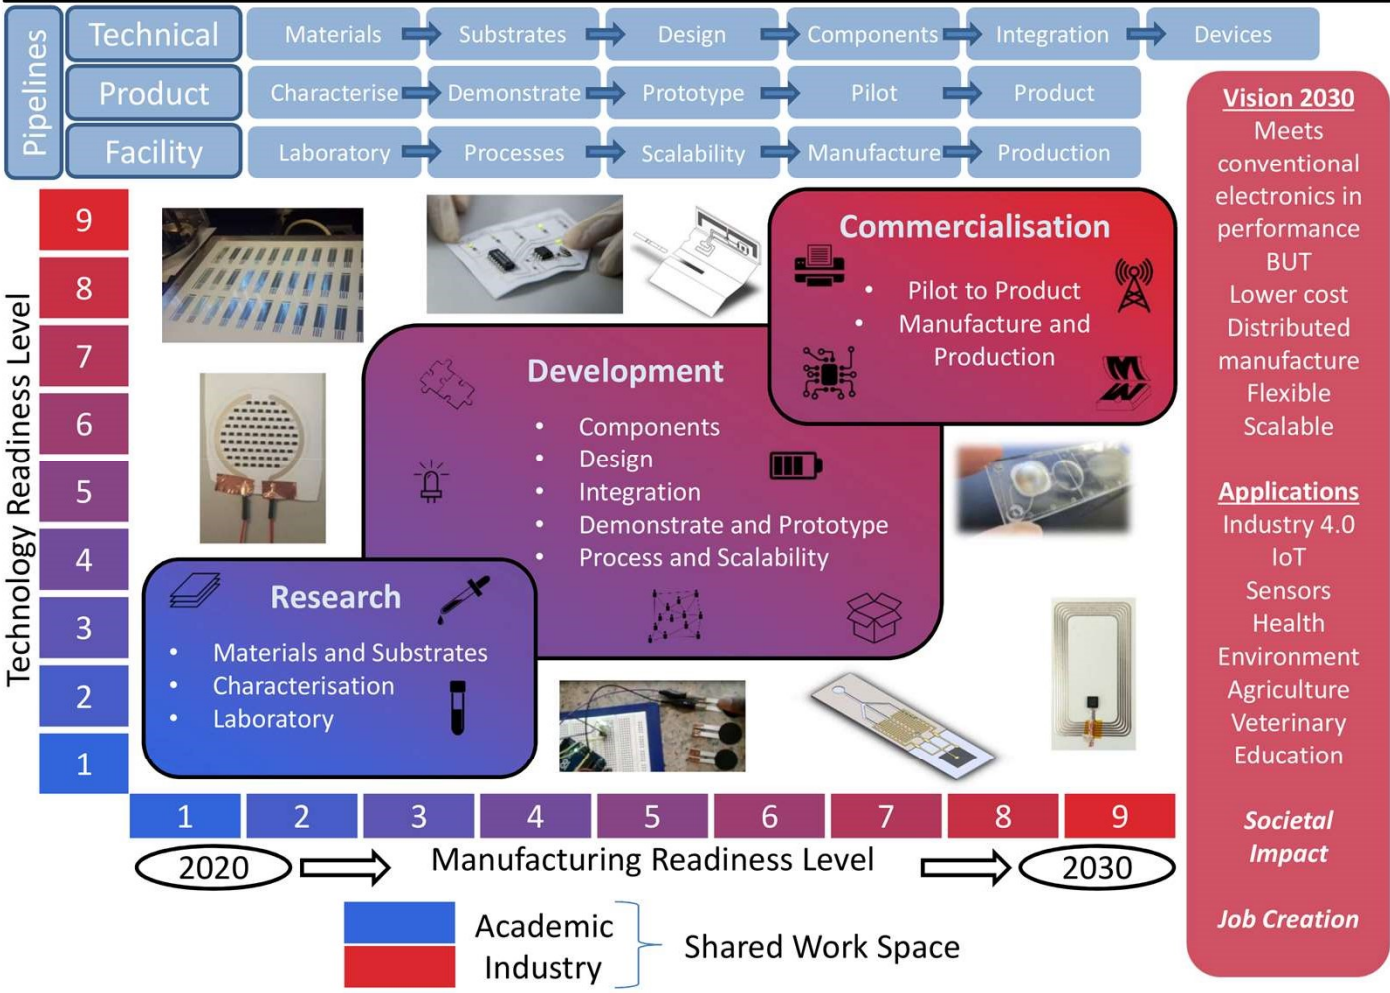 Pipelines
Technical
Materials
Substrates
Design
Components
Integration
Devices
Product
Characterise
Demonstrate
Prototype
Pilot
Product
Facility
Laboratory
Processes
Scalability
Manufacture
Production
Technology Readiness Level
9
8
7
6
5
4
3
2
1
Commercialisation
• Pilot to Product
• Manufacture and
Production
Development
• Components
• Design
• Integration
• Demonstrate and Prototype
• Process and Scalability
Research
• Materials and Substrates
• Characterisation
• Laboratory
1 2 3 4 5 6 7 8 9
2020
Manufacturing Readiness Level
2030
Academic
Industry
Shared Work Space
Vision 2030
Meets
conventional
electronics in
performance
BUT
Lower cost
Distributed
manufacture
Flexible
Scalable
Applications
Industry 4.0
IoT
Sensors
Health
Environment
Agriculture
Veterinary
Education
Societal
Impact
Job Creation